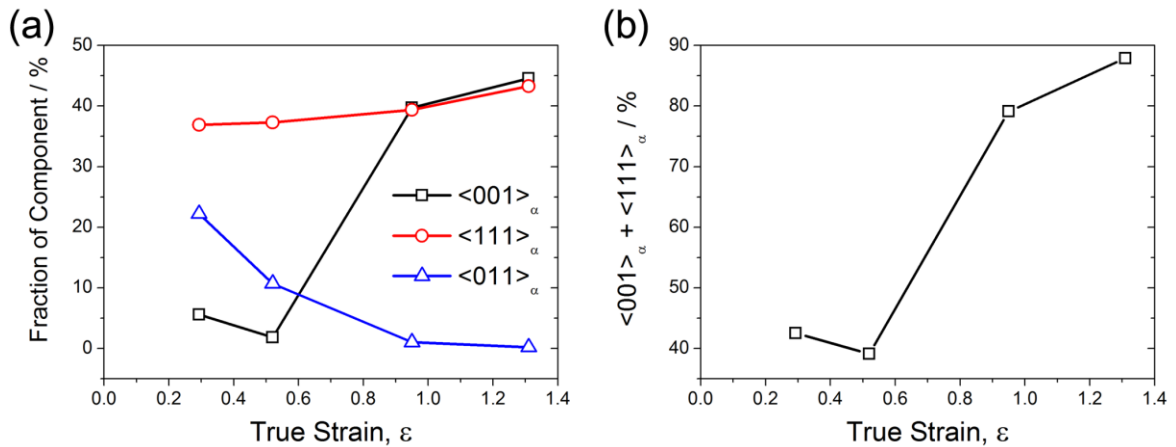 (a)
50
40
30
20
10
0
Fraction of Component / %
<001>α
<111>α
<011>α
0.0 0.2 0.4 0.6 0.8 1.0 1.2 1.4
True Strain, ε
(b)
90
80
70
60
50
40
<001>α + <111>α / %
0.0 0.2 0.4 0.6 0.8 1.0 1.2 1.4
True Strain, ε